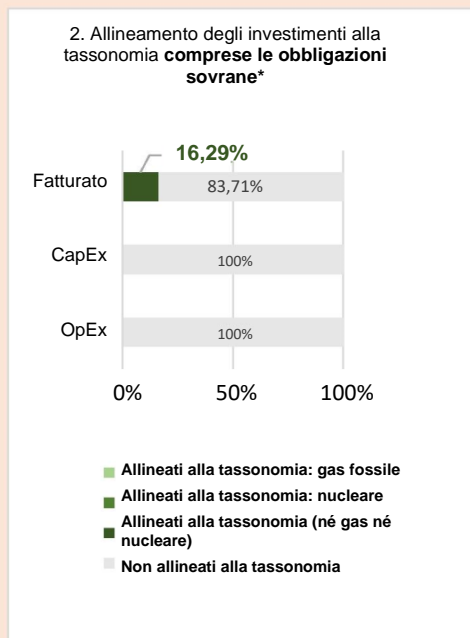 2. Allineamento degli investimenti alla
tassonomia comprese le obbligazioni
sovrane*
16,29%
Fatturato
83,71%
CapEx
100%
OpEx
100%
0%
50%
100%
Allineati alla tassonomia: gas fossile
Allineati alla tassonomia: nucleare
Allineati alla tassonomia (né gas né
nucleare)
Non allineati alla tassonomia